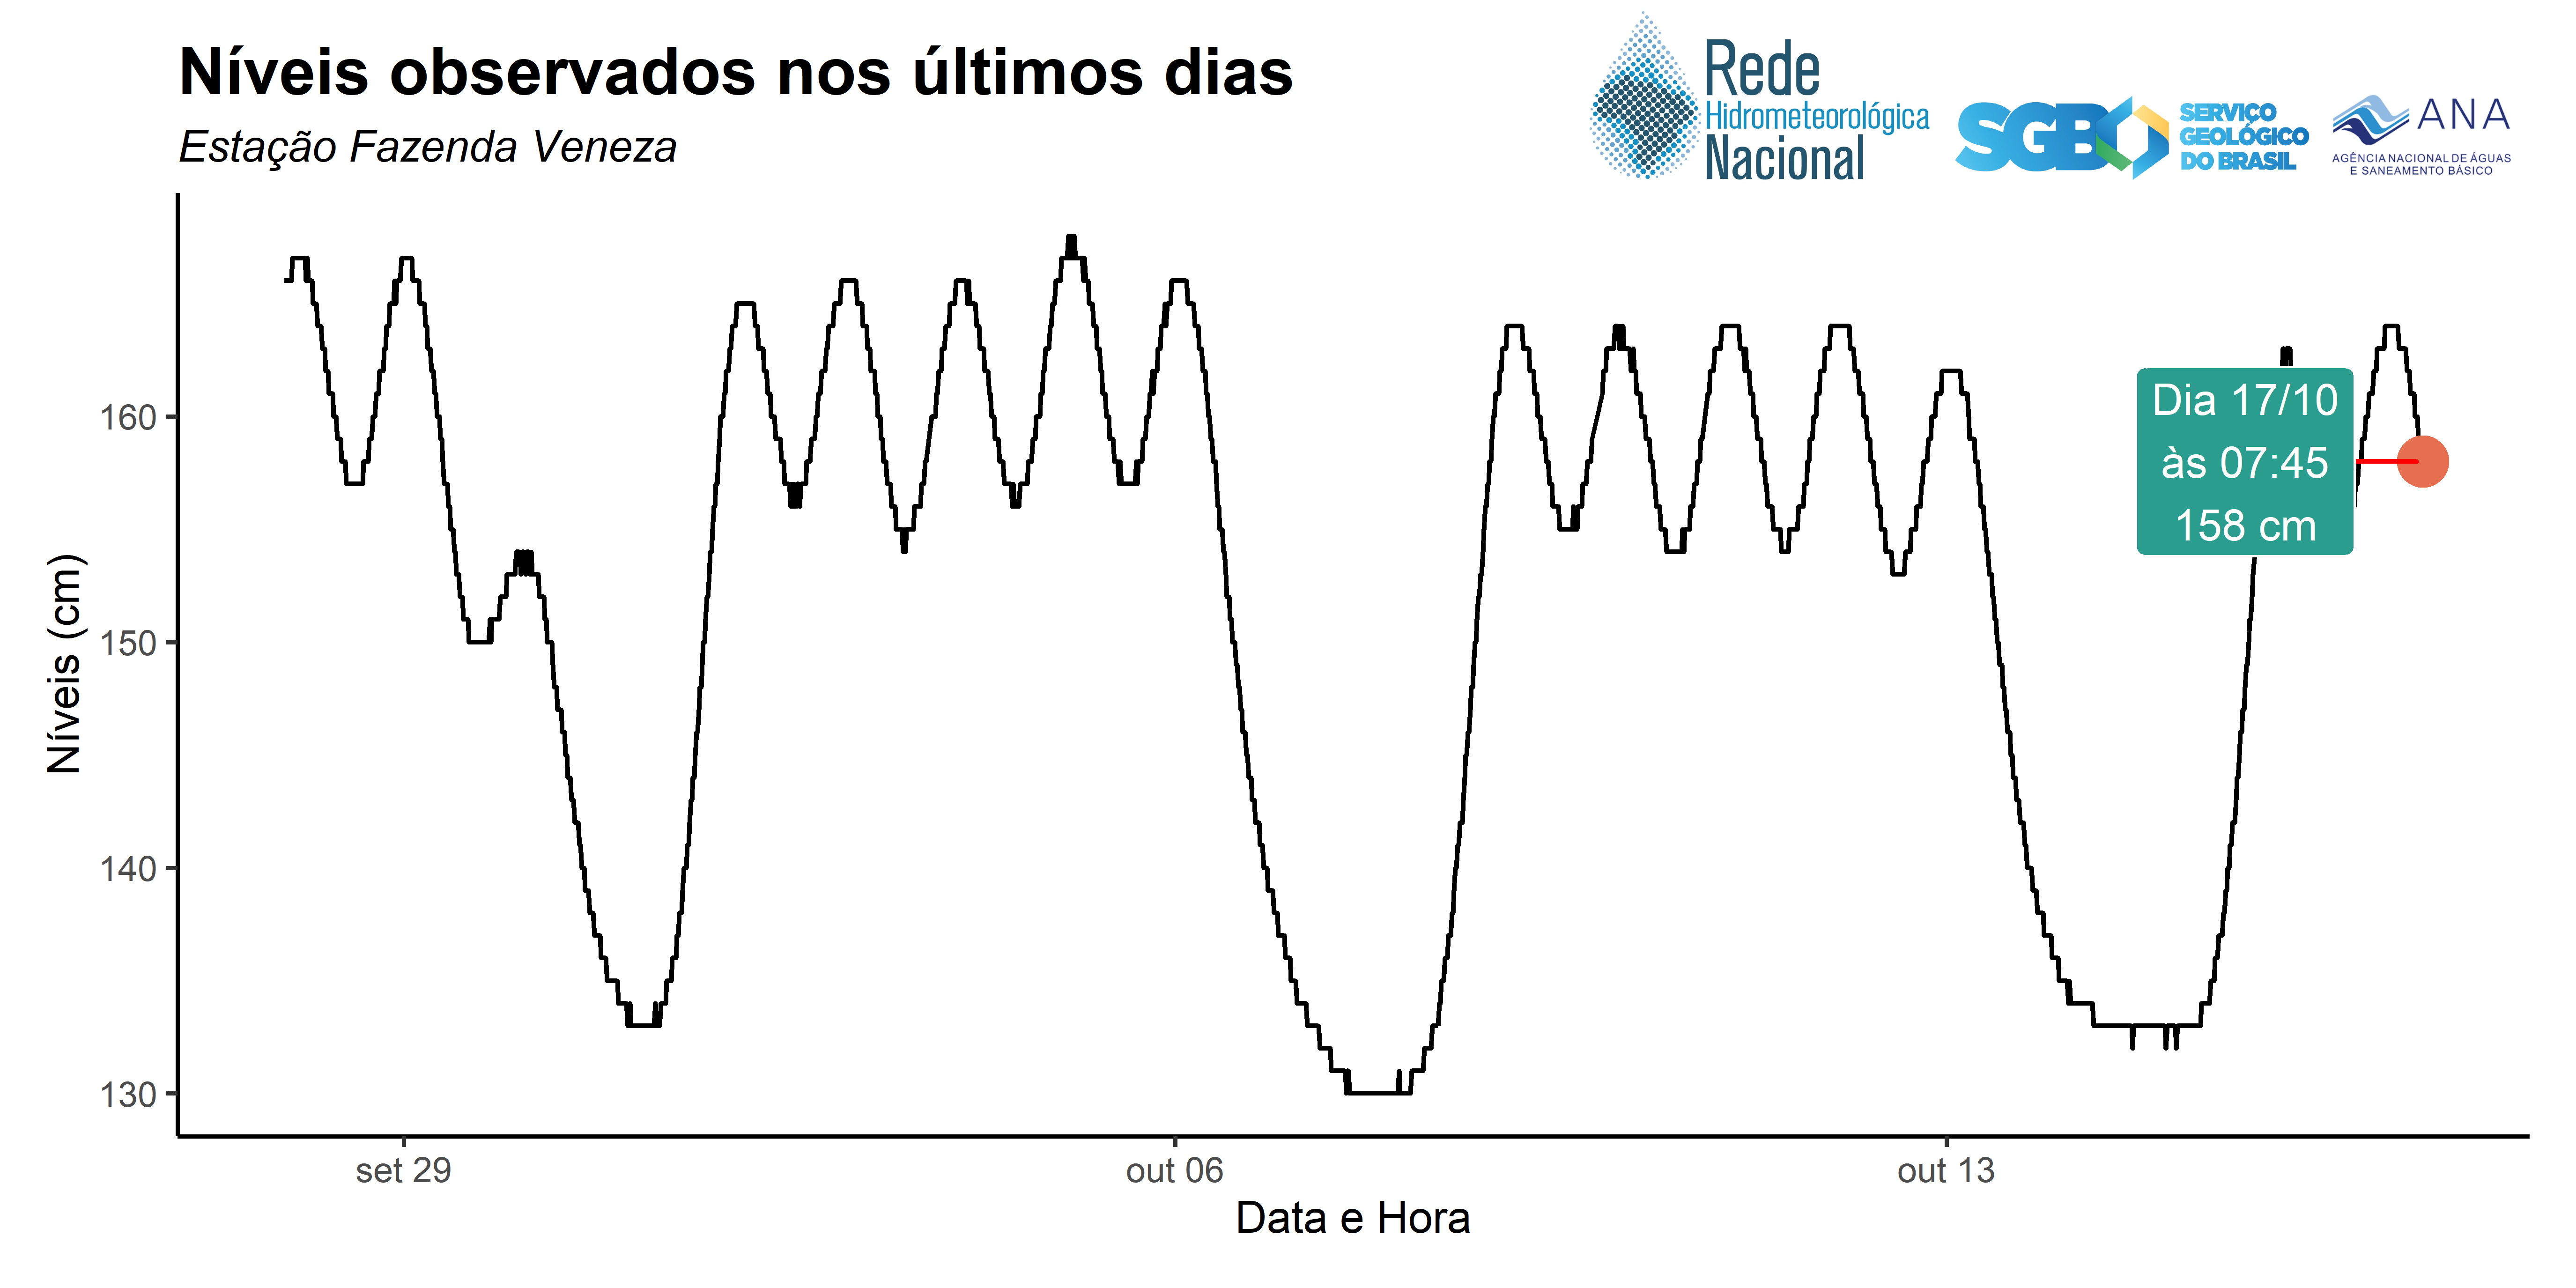 Níveis observados nos últimos dias
Estação Fazenda Veneza
Rede
Hidrometeorológica
Nacional
SGB
SERVIÇO
GEOLÓGICO
DO BRASIL
ANA
AGÊNCIA NACIONAL DE ÁGUAS
E SANEAMENTO BÁSICO
Níveis (cm)
160
150
140
130
Dia 17/10
às 07:45
158 cm
set 29
out 06
out 13
Data e Hora